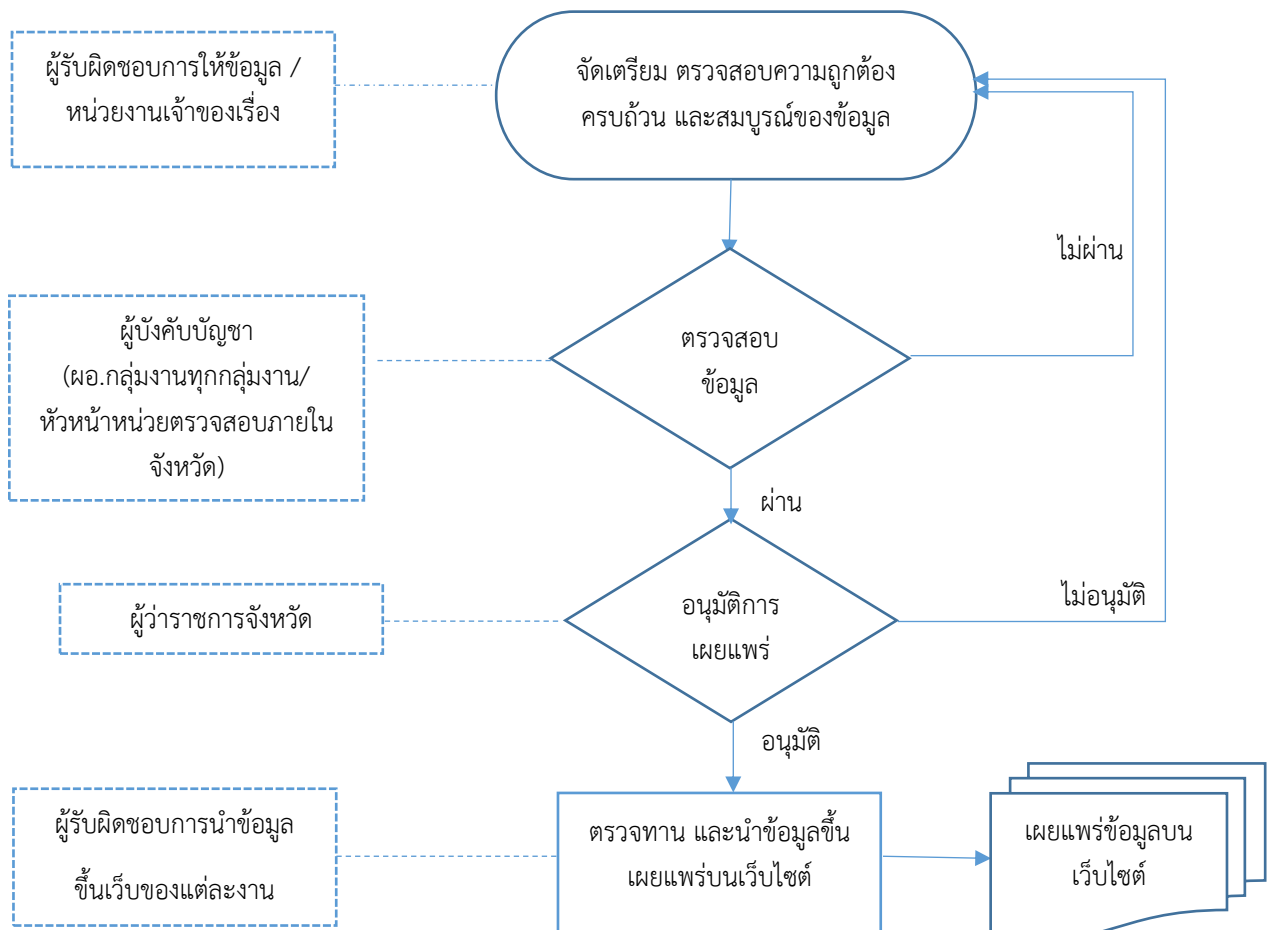 ผู้รับผิดชอบการให้ข้อมูล /
หน่วยงานเจ้าของเรื่อง
จัดเตรียม ตรวจสอบความถูกต้อง
ครบถ้วน และสมบูรณ์ของข้อมูล
ไม่ผ่าน
ผู้บังคับบัญชา
(ผอ.กลุ่มงานทุกกลุ่มงาน/
หัวหน้าหน่วยตรวจสอบภายใน
จังหวัด)
ตรวจสอบ
ข้อมูล
ผ่าน
ผู้ว่าราชการจังหวัด
อนุมัติการ
เผยแพร่
ไม่อนุมัติ
อนุมัติ
ผู้รับผิดชอบการนำข้อมูล
ขึ้นเว็บของแต่ละงาน
ตรวจทาน และนำข้อมูลขึ้น
เผยแพร่บนเว็บไซต์
เผยแพร่ข้อมูลบน
เว็บไซต์